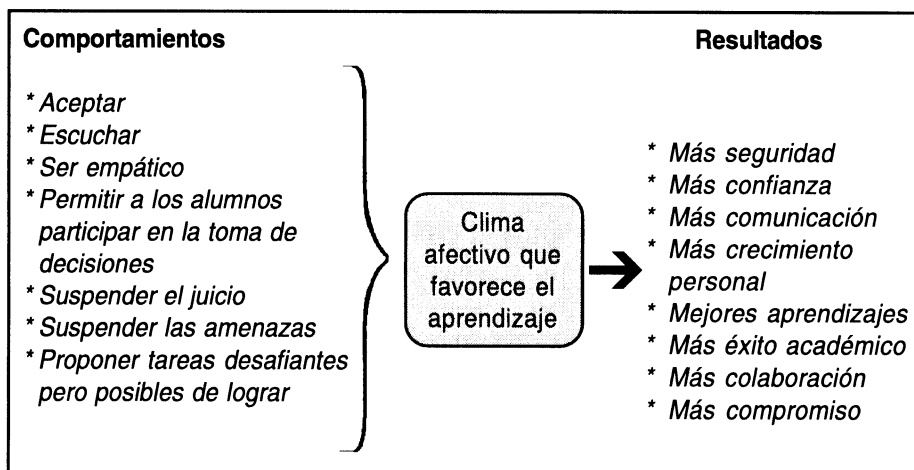 Comportamientos
* Aceptar
* Escuchar
* Ser empático
* Permitir a los alumnos
participar en la toma de
decisiones
* Suspender el juicio
* Suspender las amenazas
* Proponer tareas desafiantes
pero posibles de lograr
Clima
afectivo que
favorece el
aprendizaje
Resultados
* Más seguridad
* Más confianza
* Más comunicación
* Más crecimiento
personal
* Mejores aprendizajes
* Más éxito académico
* Más colaboración
* Más compromiso